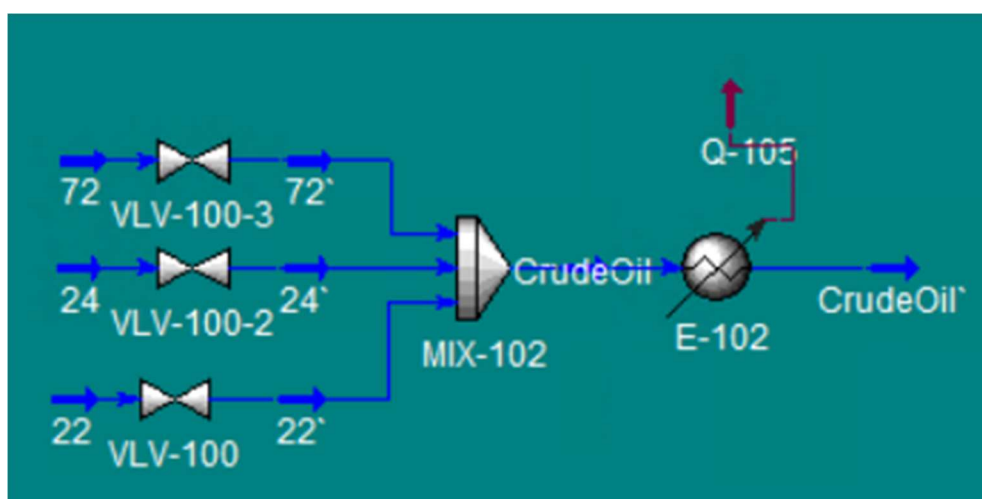 Q-105
72
72`
VLV-100-3
24
24`
VLV-100-2
CrudeOil
CrudeOil`
MIX-102
E-102
22
22`
VLV-100